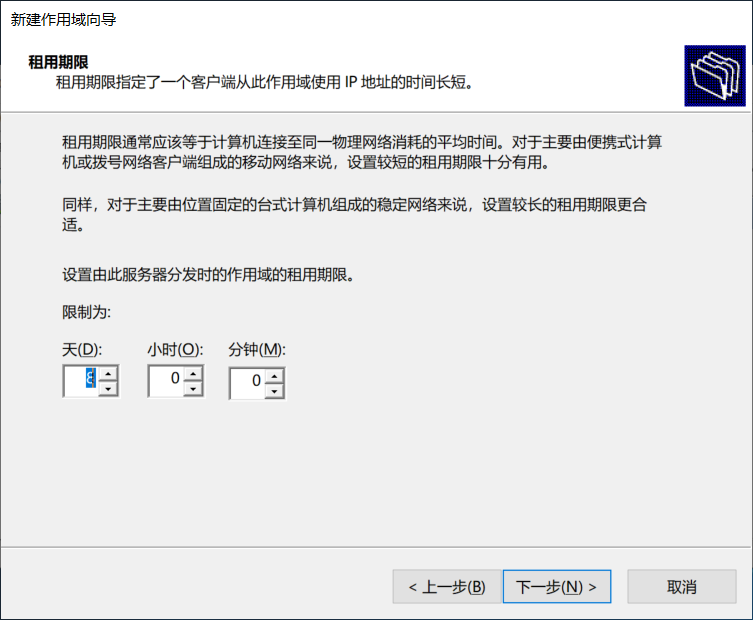 新建作用域向导
租用期限
租用期限指定了一个客户端从此作用域使用 IP 地址的时间长短。
租用期限通常应该等于计算机连接至同一物理网络消耗的平均时间。对于主要由便携式计算
机或拨号网络客户端组成的移动网络来说，设置较短的租用期限十分有用。
同样，对于主要由位置固定的台式计算机组成的稳定网络来说，设置较长的租用期限更合
适。
设置由此服务器分发时的作用域的租用期限。
限制为:
天(D): 小时(O): 分钟(M):
0 0
< 上一步(B) 下一步(N) > 取消